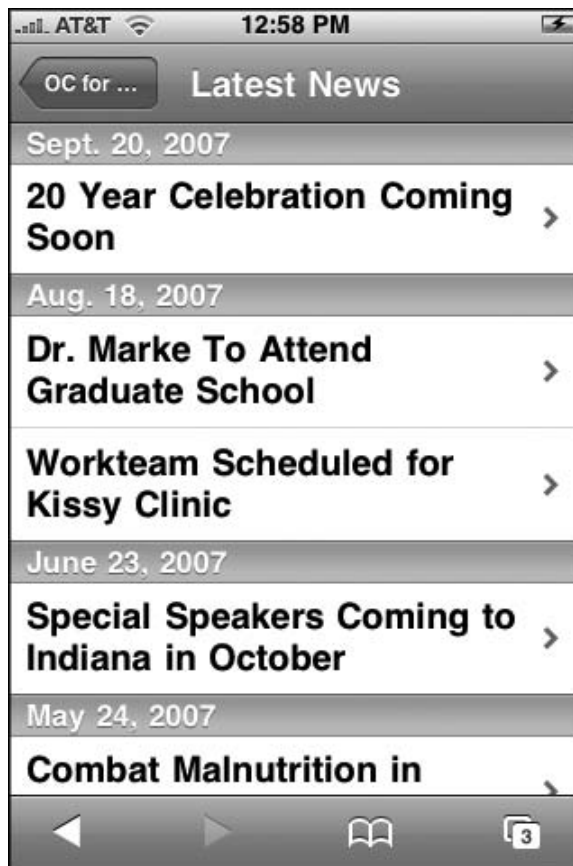 AT&T 12:58 PM
OC for ... Latest News
Sept. 20, 2007
20 Year Celebration Coming
Soon
Aug. 18, 2007
Dr. Marke To Attend
Graduate School
Workteam Scheduled for
Kissy Clinic
June 23, 2007
Special Speakers Coming to
Indiana in October
May 24, 2007
Combat Malnutrition in
3